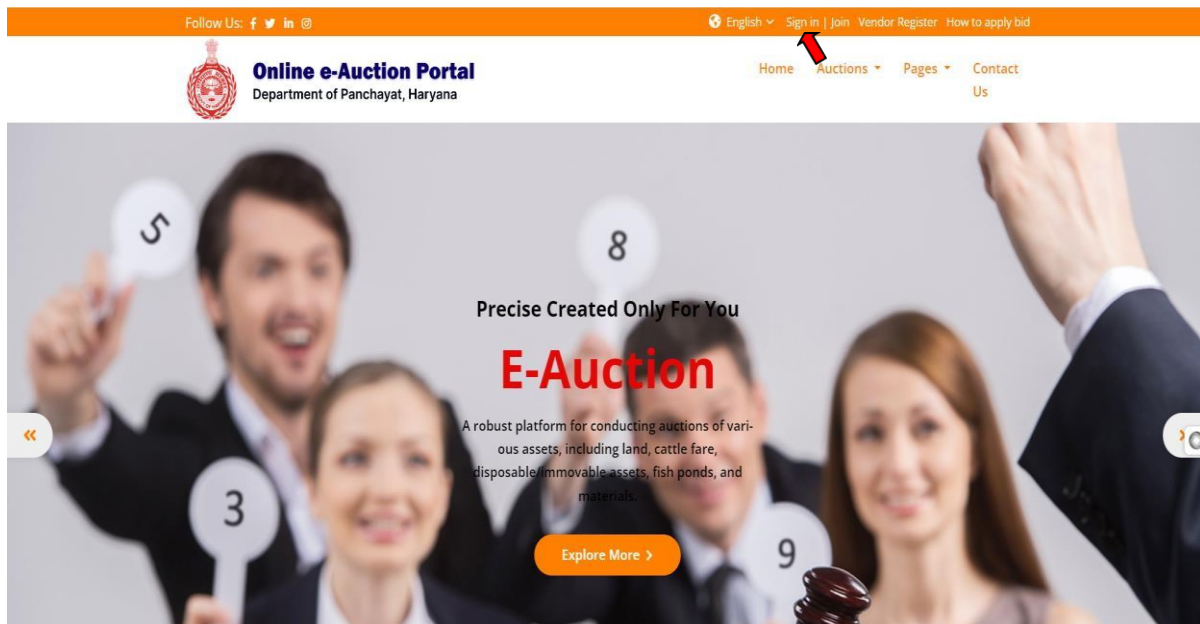 Follow Us:
English Sign in | Join Vendor Register How to apply bid
Online e-Auction Portal
Department of Panchayat, Haryana
Home Auctions Pages Contact
Us
5
8
Precise Created Only For You
E-Auction
A robust platform for conducting auctions of vari-
ous assets, including land, cattle fare,
disposable/immovable assets, fish ponds, and
materials.
3
Explore More >
9